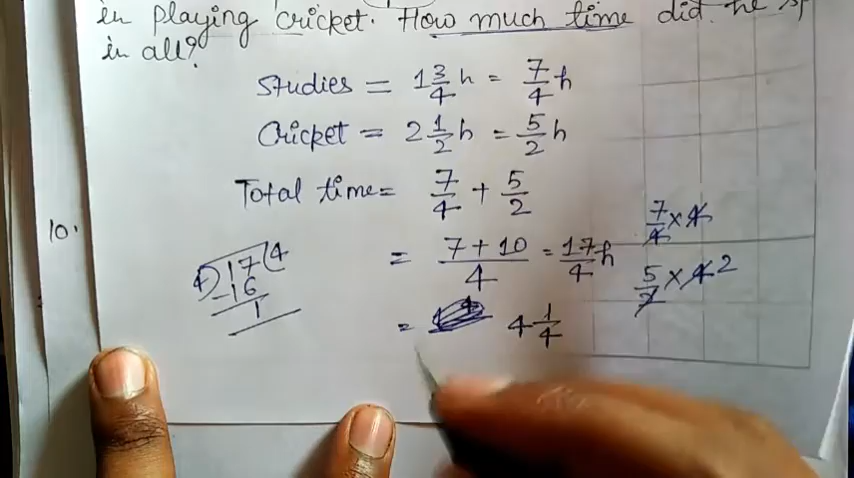 in playing cricket. How much time did he sp
in all?
Studies = 1 3/4 h = 7/4 h
Cricket = 2 1/2 h = 5/2 h
Total time = 7/4 + 5/2
10.
= 7+10/4 = 17/4 h
7/4 × 4
5/2 × 4 2
4) 17 (4
-16
1
= 4 1/4